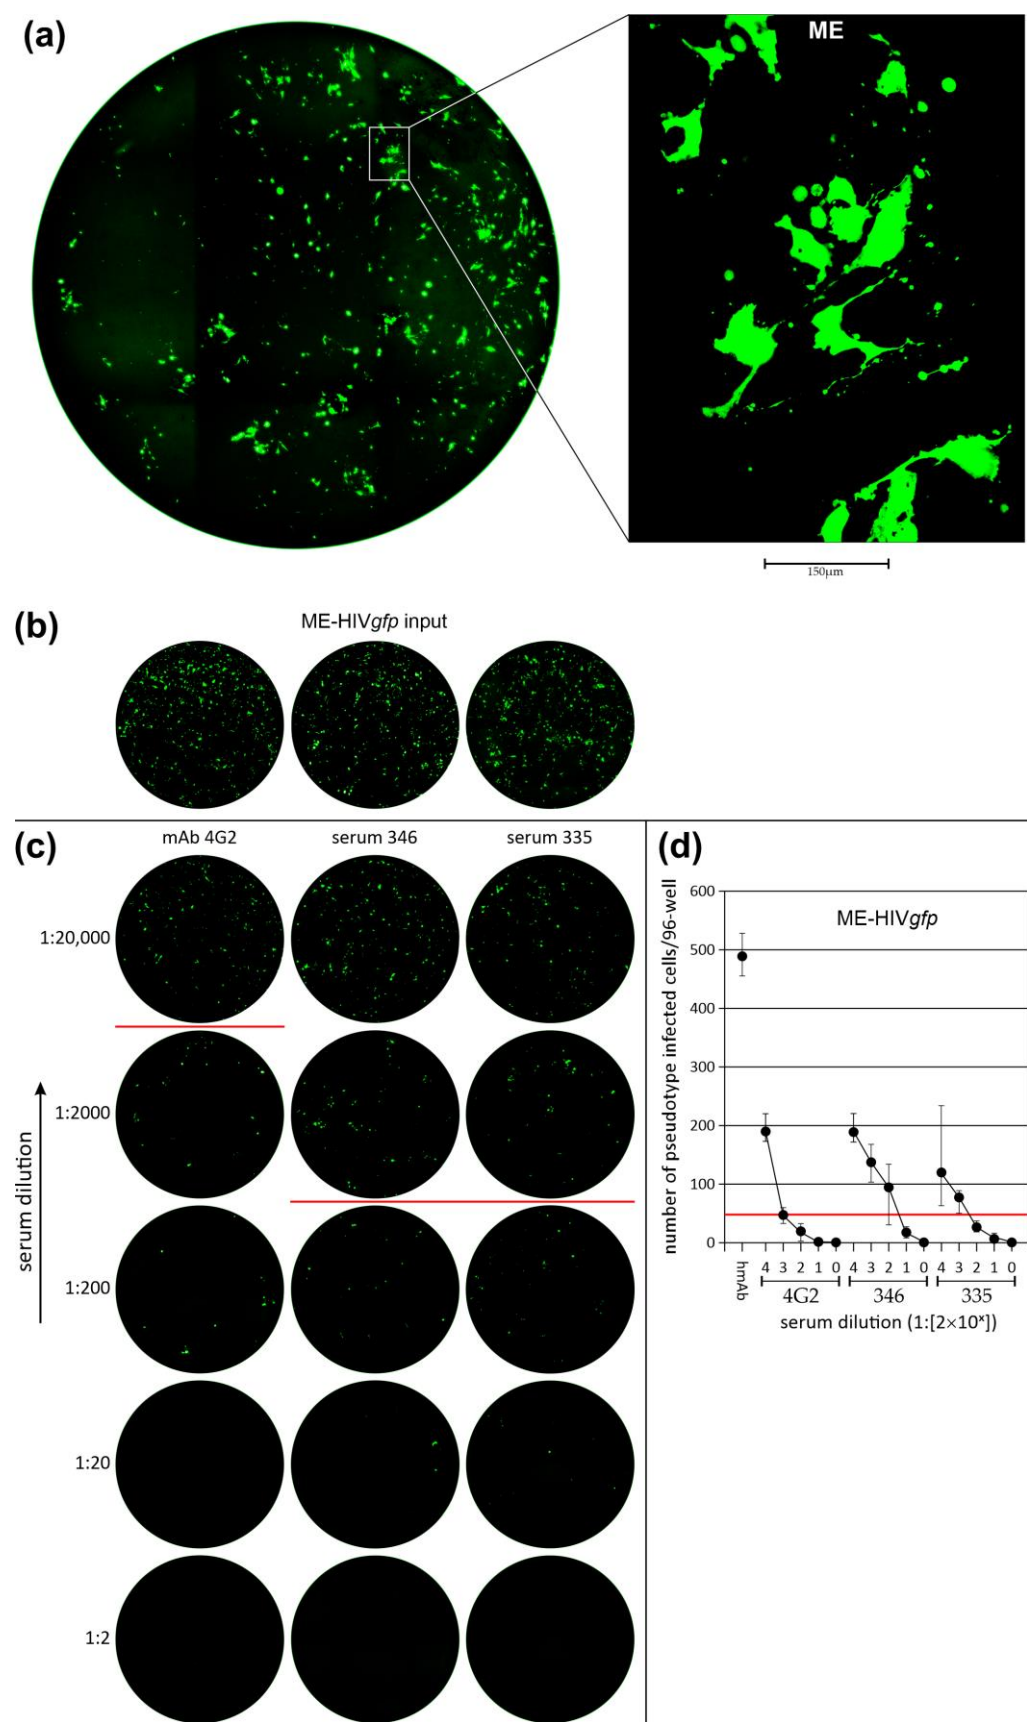 (a)
ME
150μm
(b)
ME-HIVgfp input
(c)
mAb 4G2
serum 346
serum 335
1:20,000
1:2000
1:200
1:20
1:2
serum dilution
(d)
number of pseudotype infected cells/96-well
600
500
400
300
200
100
0
ME-HIVgfp
hmAb
4 3 2 1 0
4 3 2 1 0
4 3 2 1 0
4G2
346
335
serum dilution (1:[2×10ˣ])